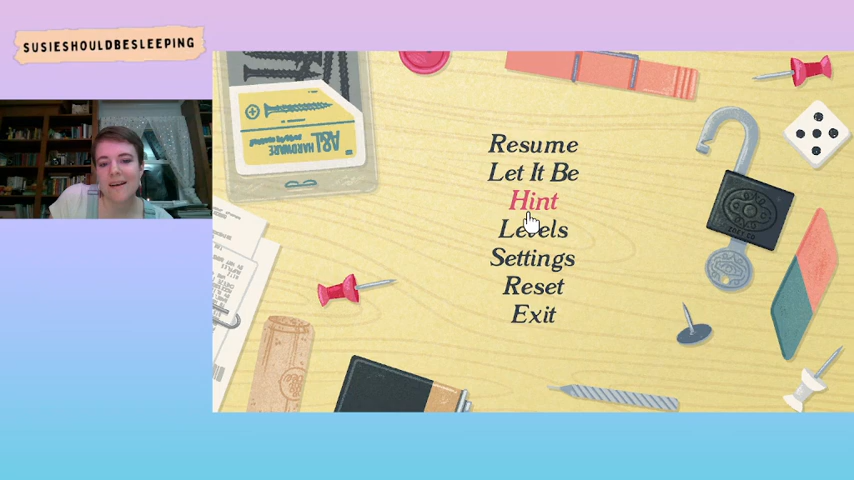 SUSIESHOULDBESLEEPING
Resume
Let It Be
Hint
Levels
Settings
Reset
Exit
A&I HARDWARE